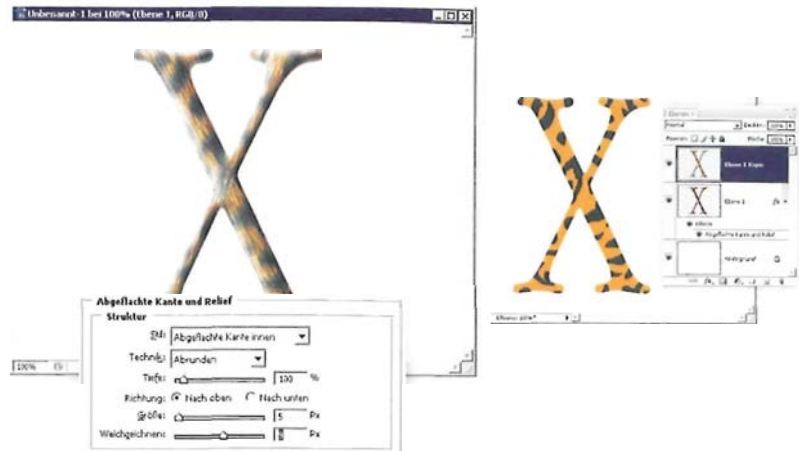 Unbenannt-1 bei 100% (Ebene 1, RGB/8)
X
100%
Abgeflachte Kante und Relief
Struktur
Stil: Abgeflachte Kante innen
Technik: Abrunden
Tiefe: 100 %
Richtung: Nach oben Nach unten
Größe: 5 Px
Weichzeichnen: Px
X
Ebenen
Normal
100%
Fläche: 100%
X Ebene 1 Kopie
X Ebene 1
Effekte
Abgeflachte Kante und Relief
Hintergrund